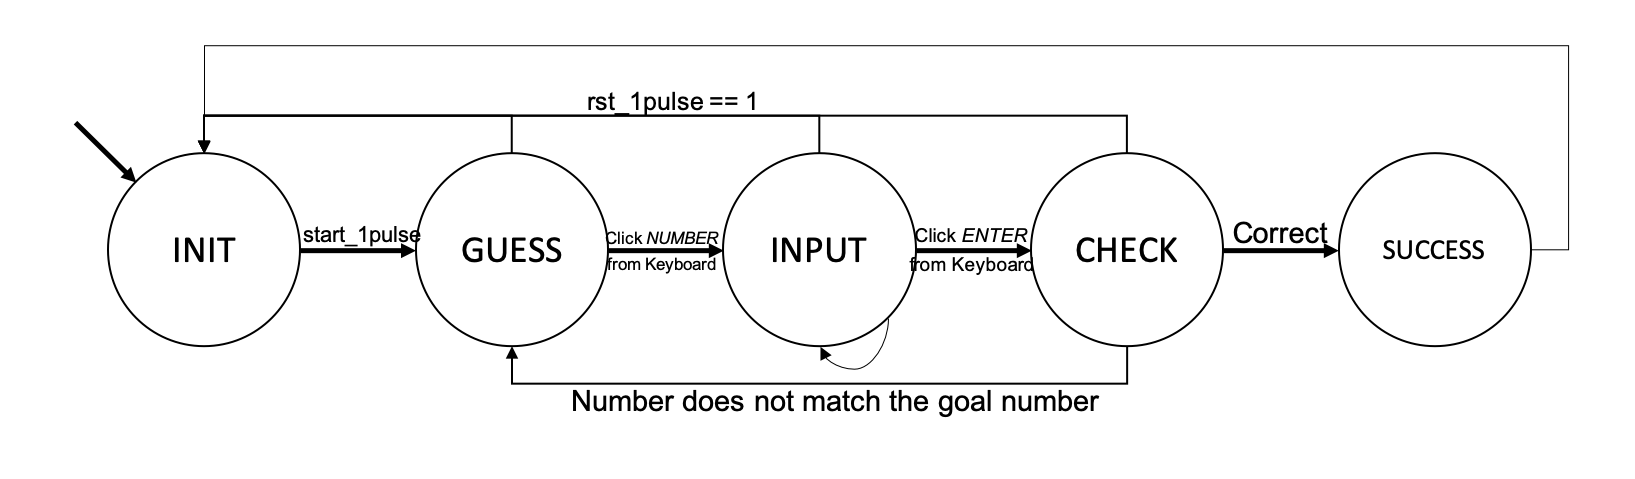 rst_1pulse == 1
INIT
start_1pulse
GUESS
Click NUMBER
from Keyboard
INPUT
Click ENTER
from Keyboard
CHECK
Correct
SUCCESS
Number does not match the goal number